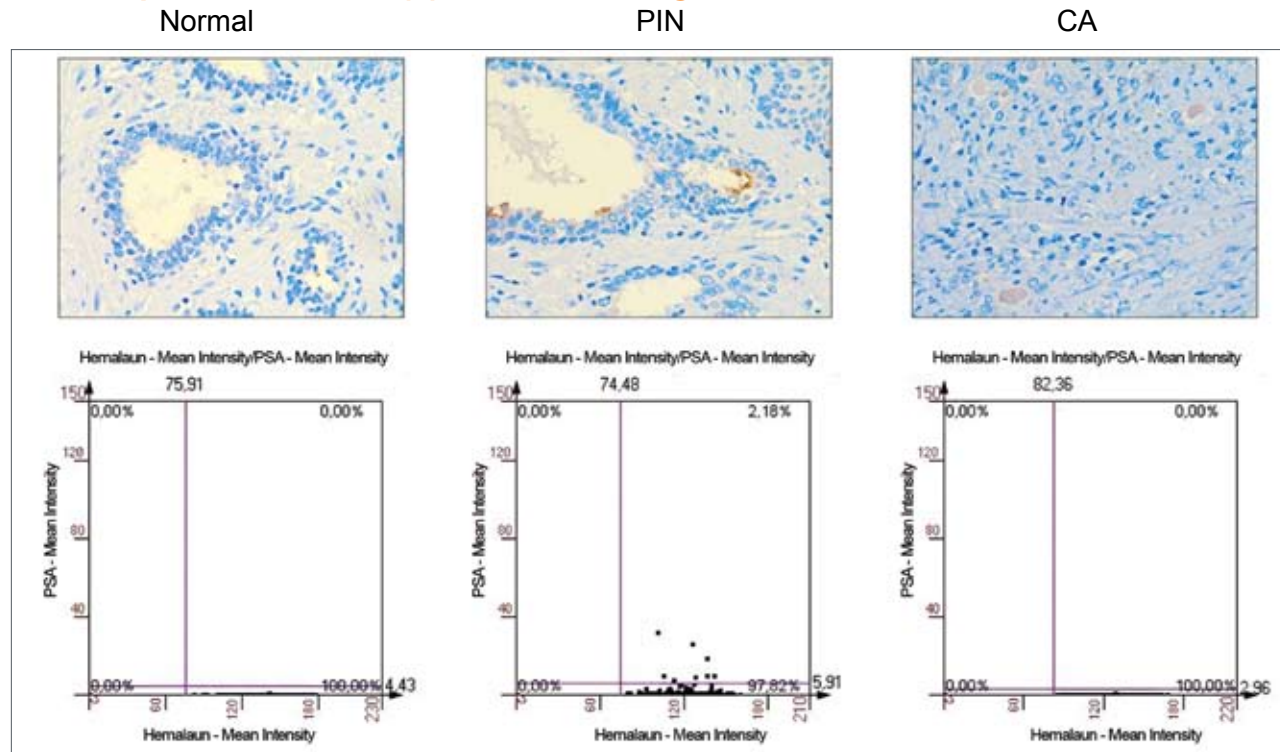 Normal PIN CA
Hemalaun - Mean Intensity/PSA - Mean Intensity
75,91
150
0,00% 0,00%
120
80
40
PSA - Mean Intensity
0,00% 100,00% 4,43
60 120 180 230
Hemalaun - Mean Intensity
Hemalaun - Mean Intensity/PSA - Mean Intensity
74,48
150
0,00% 2,18%
120
80
40
PSA - Mean Intensity
0,00% 97,82% 5,91
60 120 180 210
Hemalaun - Mean Intensity
Hemalaun - Mean Intensity/PSA - Mean Intensity
82,36
150
0,00% 0,00%
120
80
40
PSA - Mean Intensity
0,00% 100,00% 2,96
60 120 180 220
Hemalaun - Mean Intensity